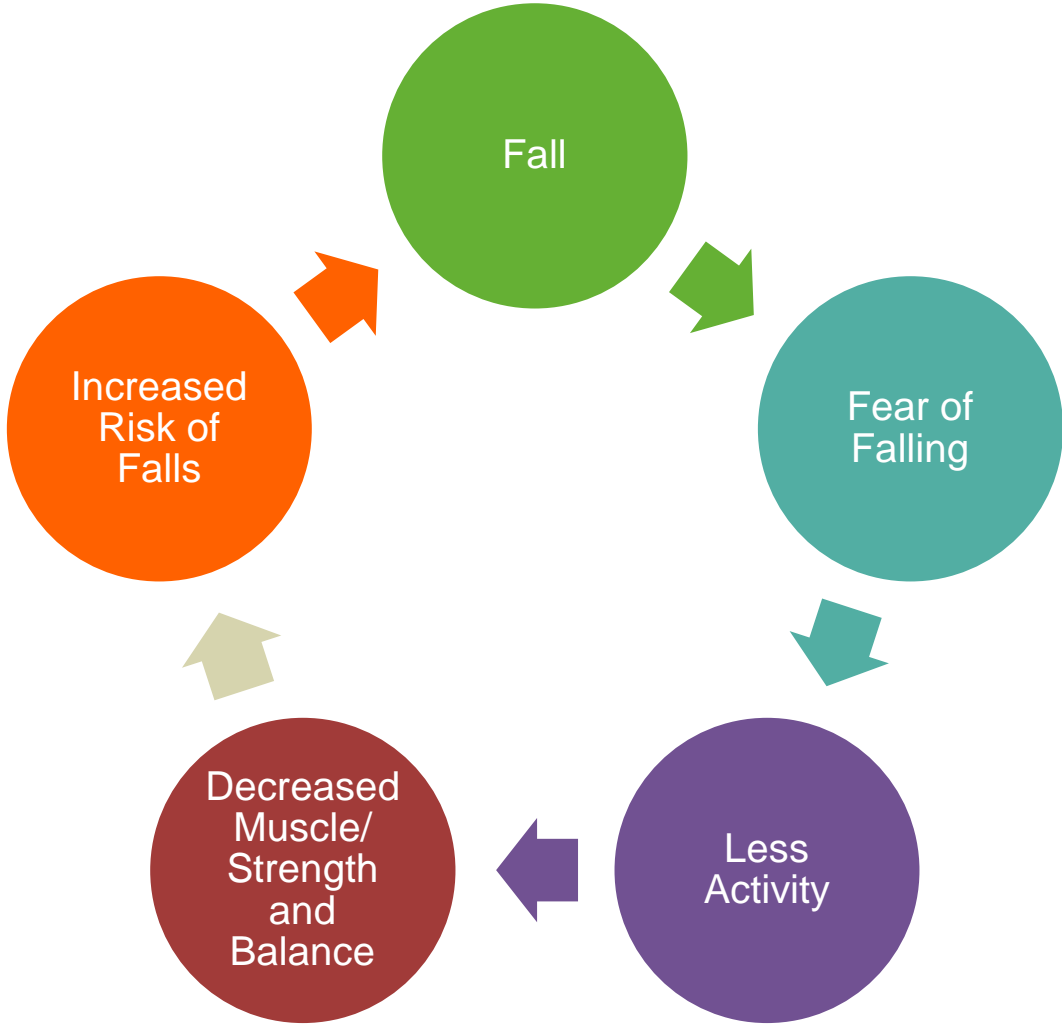 Fall
Fear of
Falling
Less
Activity
Decreased
Muscle/
Strength
and
Balance
Increased
Risk of
Falls